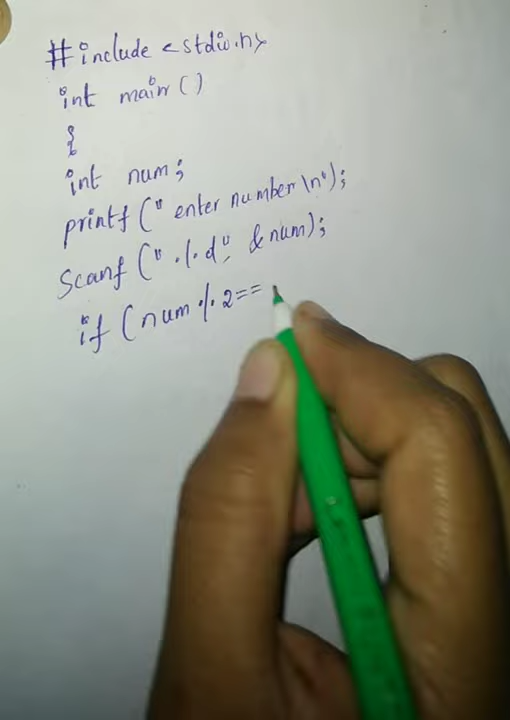 #include <stdio.h>
int main()
{
int num;
printf("enter number\n");
scanf("%d", &num);
if (num % 2==